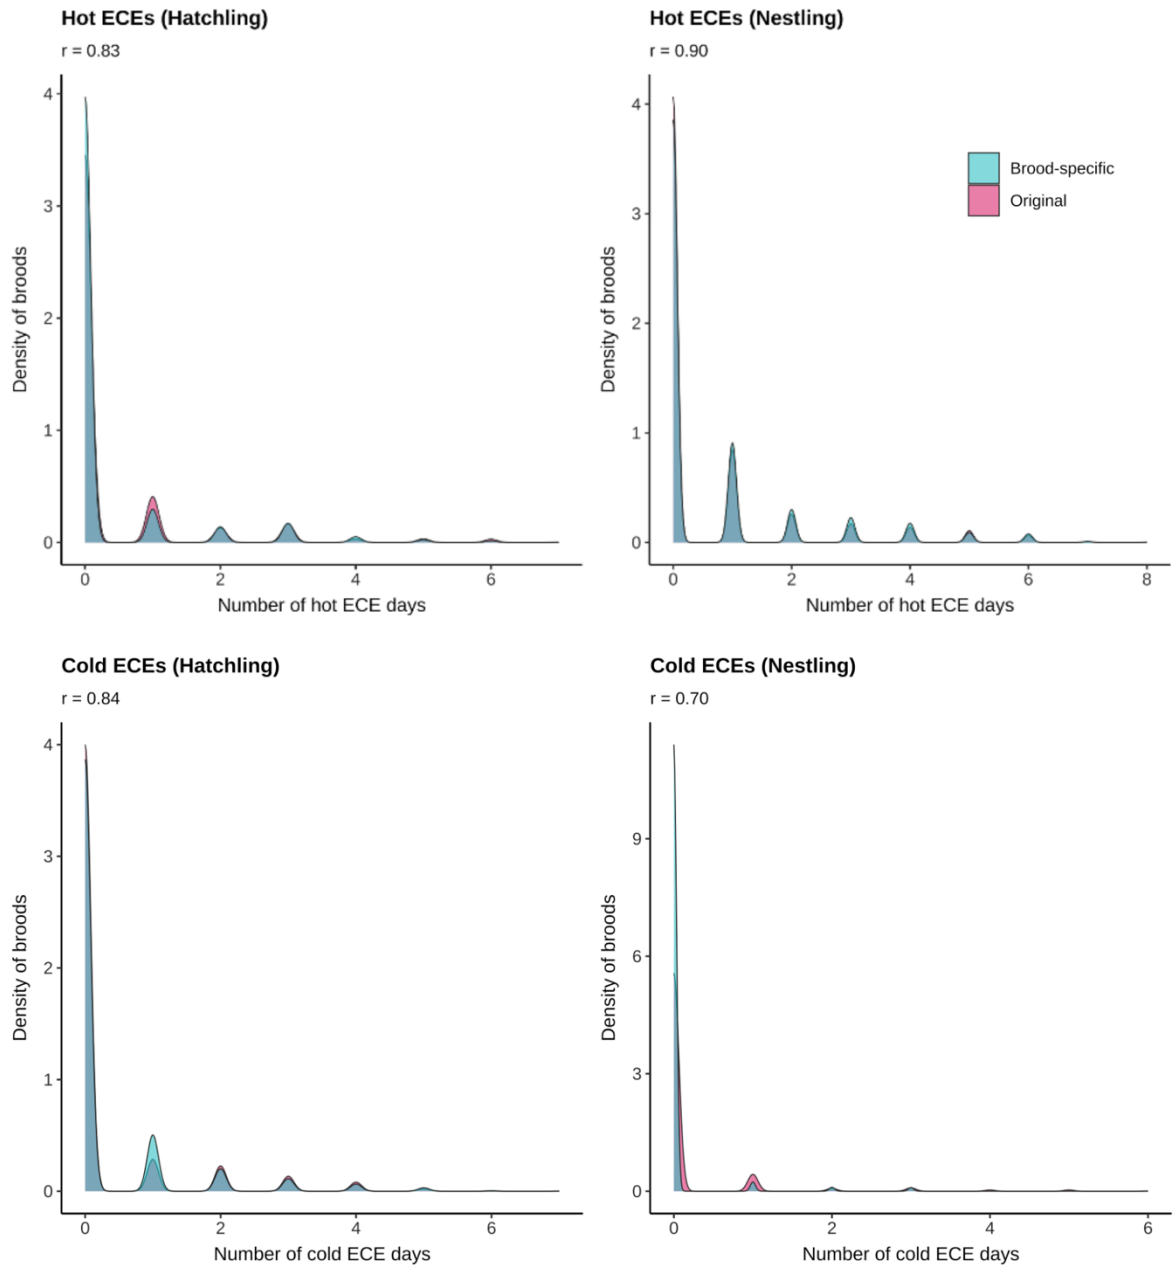 Hot ECEs (Hatchling)
r = 0.83
4
3
2
1
0
Density of broods
0 2 4 6
Number of hot ECE days
Hot ECEs (Nestling)
r = 0.90
4
3
2
1
0
Density of broods
Brood-specific
Original
0 2 4 6 8
Number of hot ECE days
Cold ECEs (Hatchling)
r = 0.84
4
3
2
1
0
Density of broods
0 2 4 6
Number of cold ECE days
Cold ECEs (Nestling)
r = 0.70
9
6
3
0
Density of broods
0 2 4 6
Number of cold ECE days